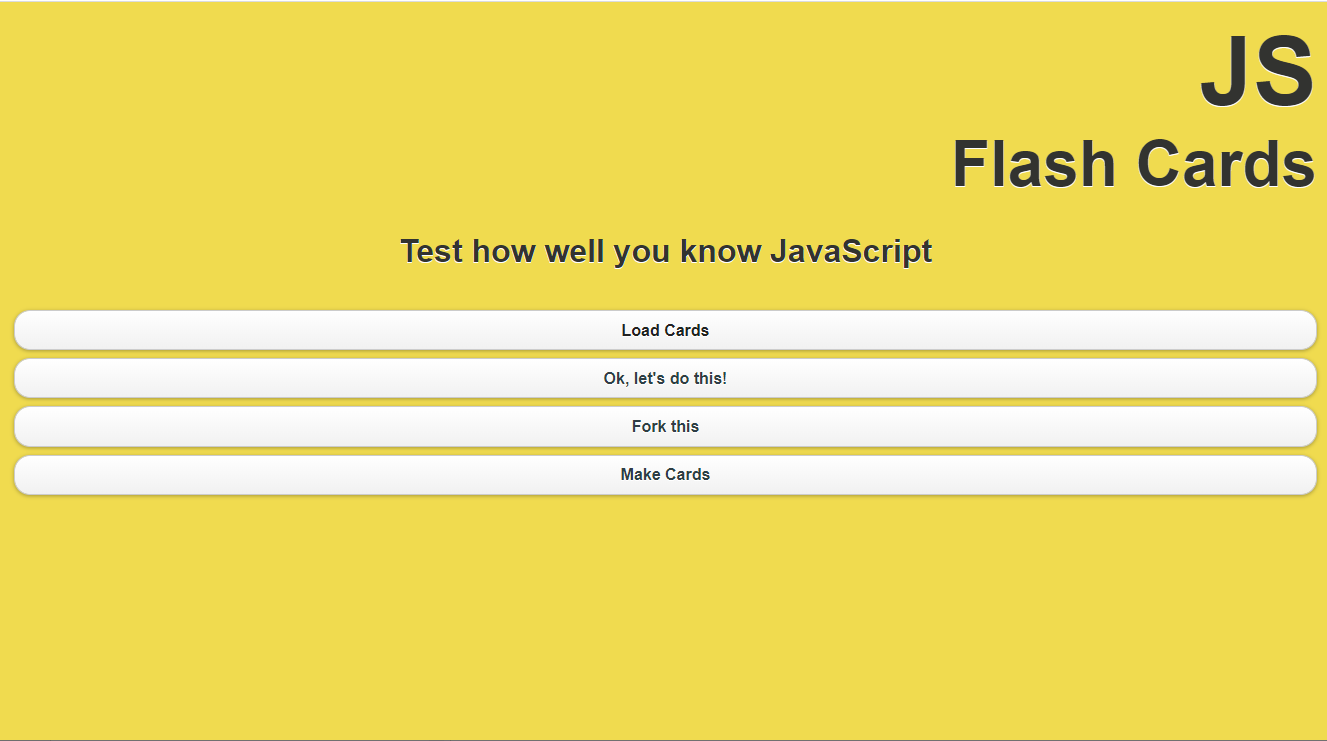 JS
Flash Cards
Test how well you know JavaScript
Load Cards
Ok, let's do this!
Fork this
Make Cards